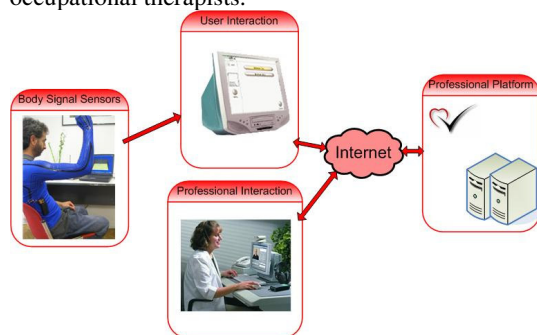 occupational therapists.
User Interaction
Body Signal Sensors
Professional Platform
Internet
Professional Interaction